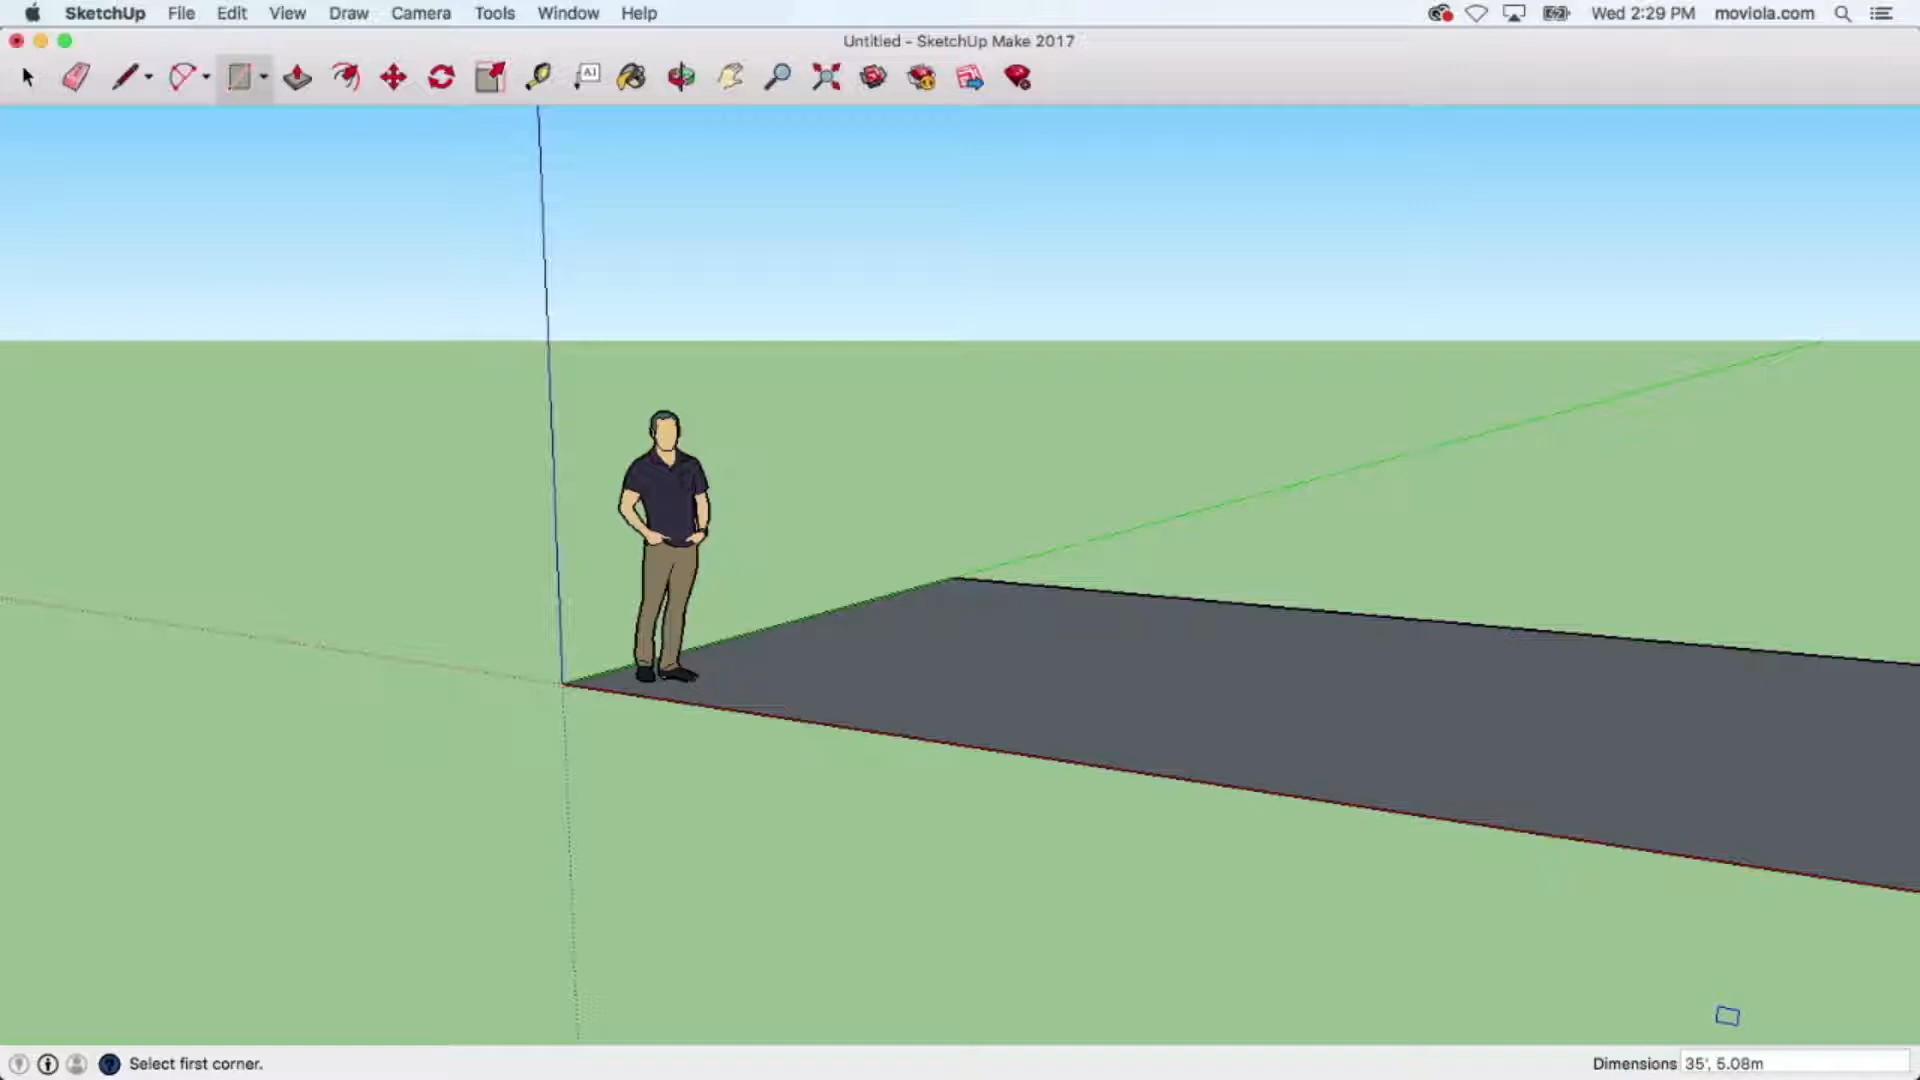 SketchUp File Edit View Draw Camera Tools Window Help Wed 2:29 PM moviola.com
Untitled - SketchUp Make 2017
A1
Select first corner. Dimensions 35', 5.08m